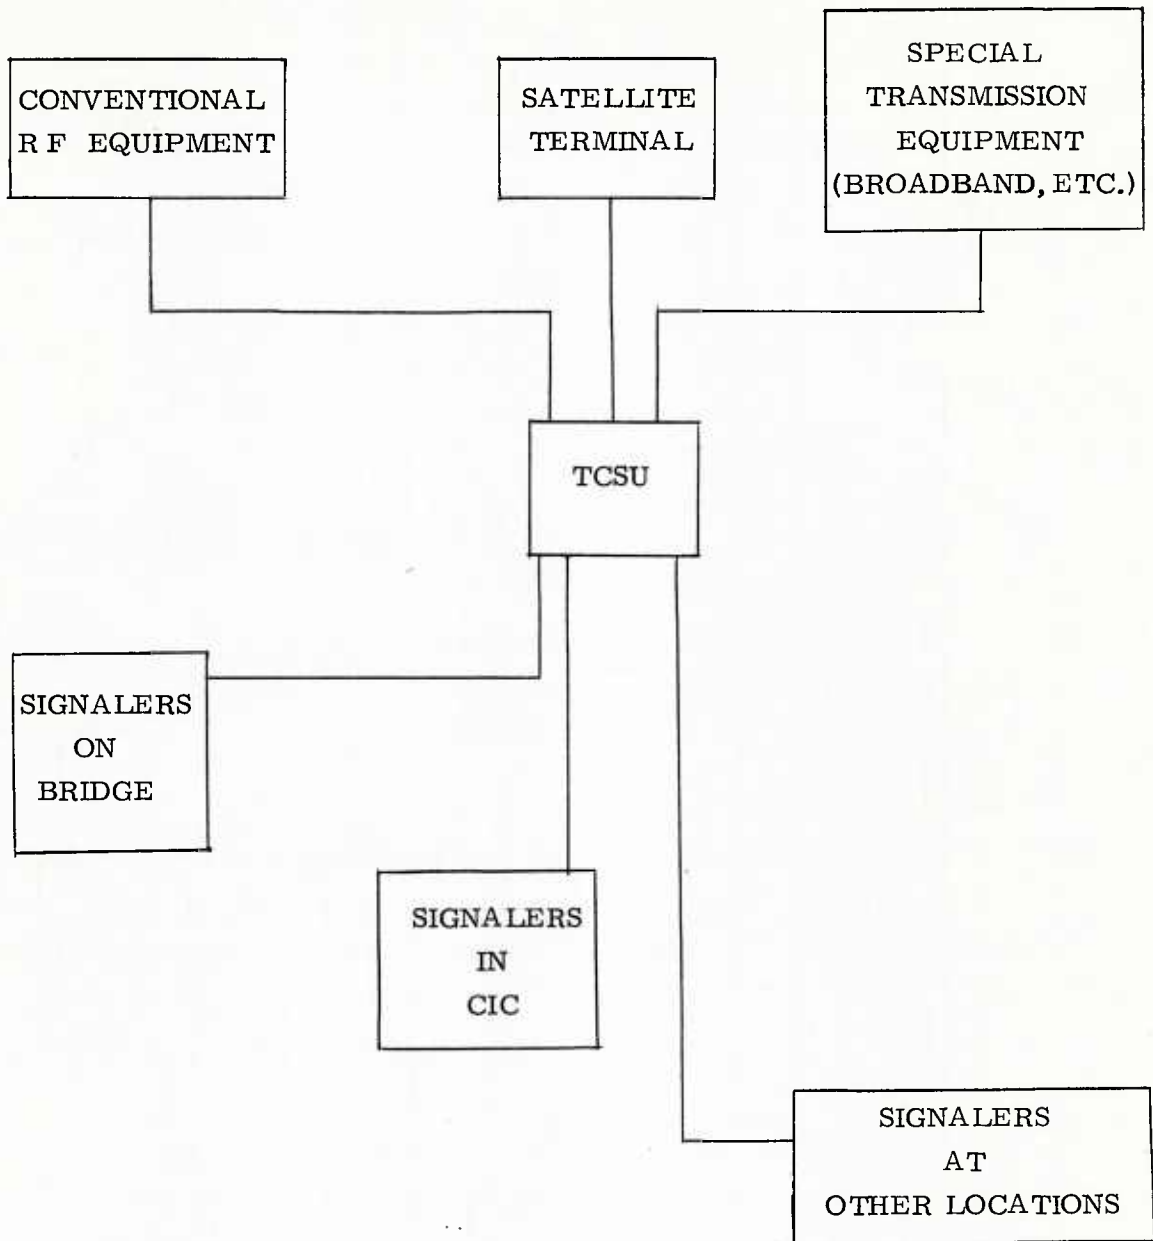 CONVENTIONAL
RF EQUIPMENT
SATELLITE
TERMINAL
SPECIAL
TRANSMISSION
EQUIPMENT
(BROADBAND, ETC.)
TCSU
SIGNALERS
ON
BRIDGE
SIGNALERS
IN
CIC
SIGNALERS
AT
OTHER LOCATIONS